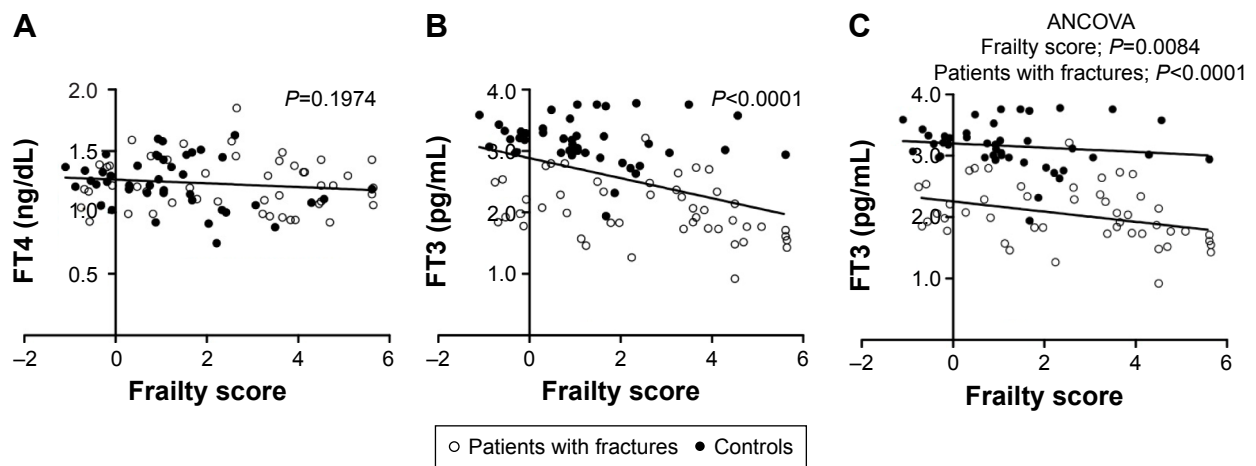 A
P=0.1974
2.0
1.5
1.0
0.5
FT4 (ng/dL)
–2 0 2 4 6
Frailty score
B
P<0.0001
4.0
3.0
2.0
1.0
FT3 (pg/mL)
–2 0 2 4 6
Frailty score
C
ANCOVA
Frailty score; P=0.0084
Patients with fractures; P<0.0001
4.0
3.0
2.0
1.0
FT3 (pg/mL)
–2 0 2 4 6
Frailty score
Patients with fractures Controls